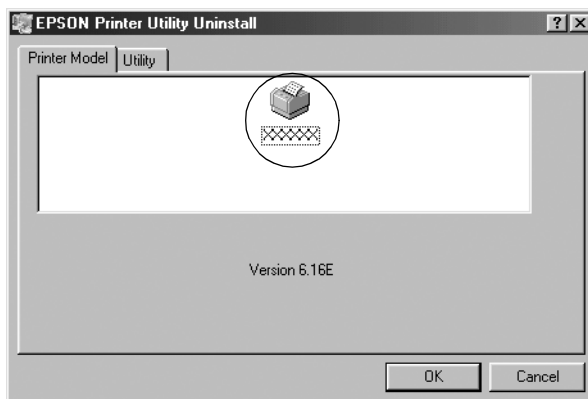 EPSON Printer Utility Uninstall
Printer Model
Utility
Version 6.16E
OK
Cancel